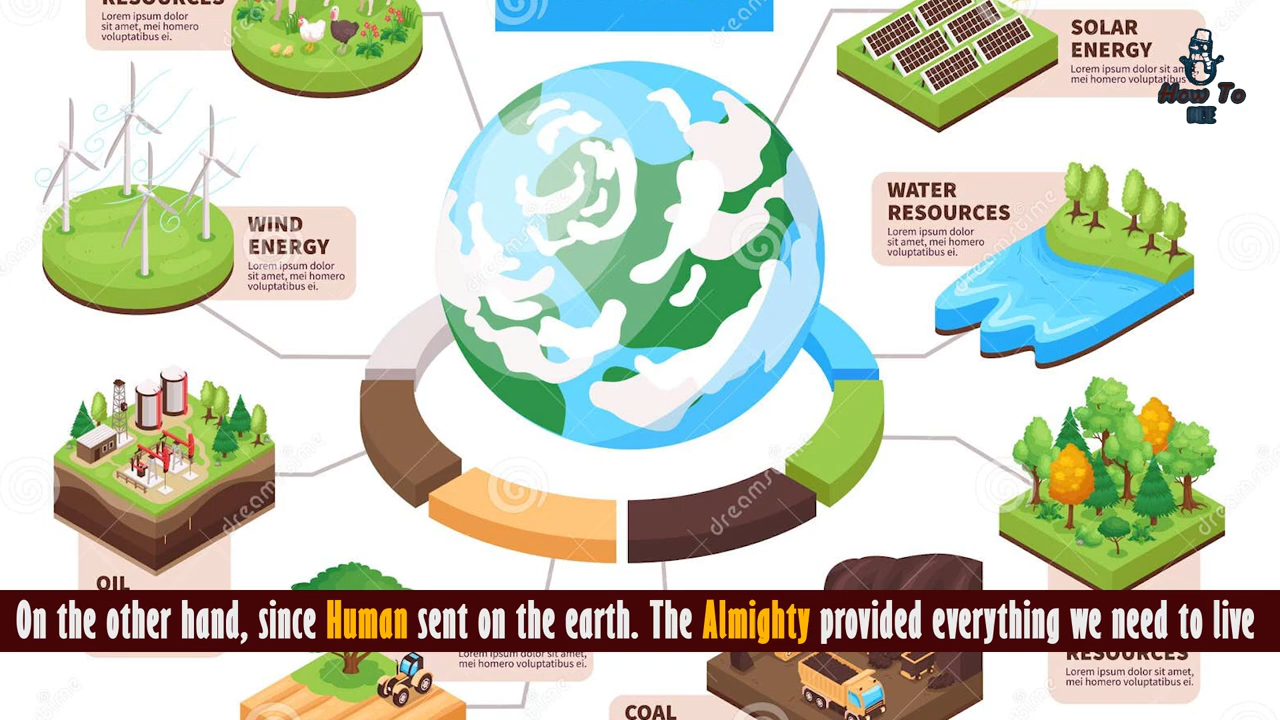 RESOURCES
Lorem ipsum dolor
sit amet, mei homero
voluptatibus ei.
SOLAR
ENERGY
Lorem ipsum dolor sit am
mei homero voluptatibus
How To
WIND
ENERGY
Lorem ipsum dolor
sit amet, mei homero
voluptatibus ei.
WATER
RESOURCES
Lorem ipsum dolor
sit amet, mei homero
voluptatibus ei.
OIL
On the other hand, since Human sent on the earth. The Almighty provided everything we need to live
Lorem ipsum dolor sit amet,
mei homero voluptatibus ei.
RESOURCES
Lorem ipsum dolor
sit amet, mei homero
voluptatibus ei.
COAL
dreamstime